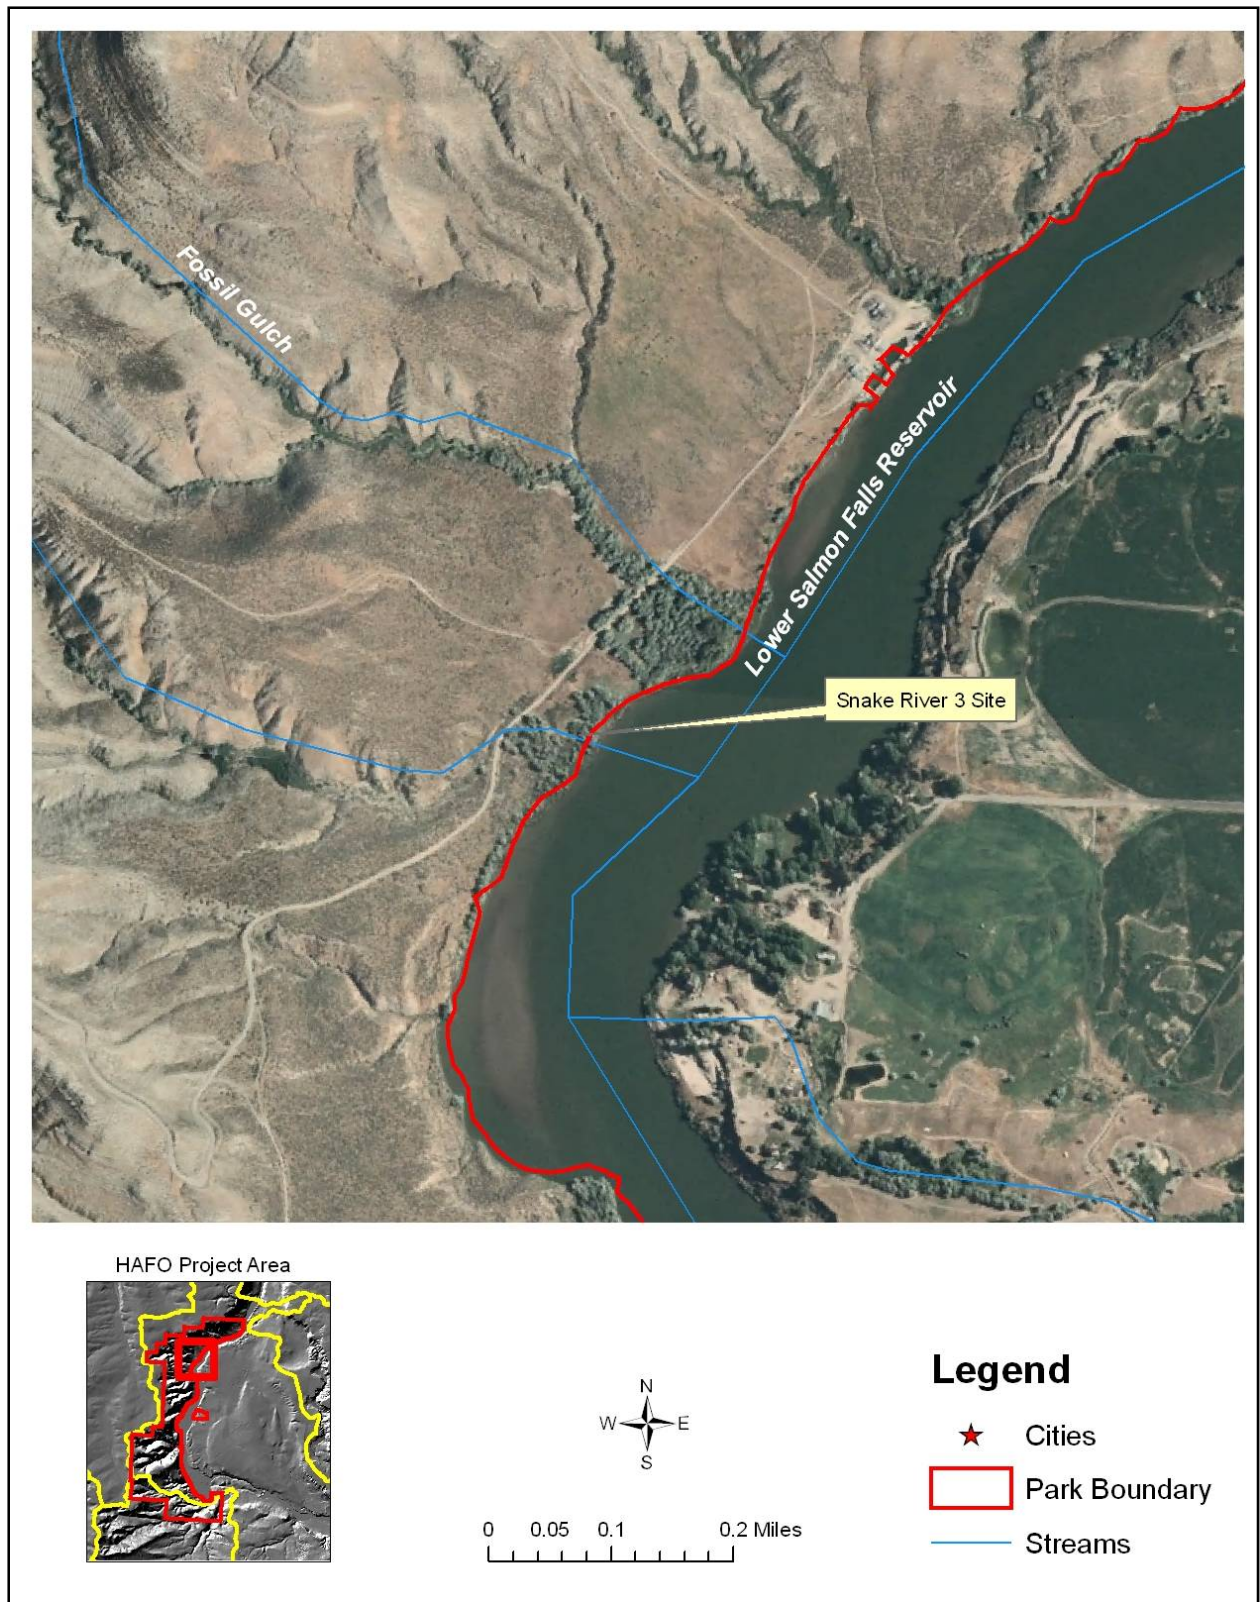 Fossil Gulch
Lower Salmon Falls Reservoir
Snake River 3 Site
HAFO Project Area
N
W E
S
0 0.05 0.1 0.2 Miles
Legend
Cities
Park Boundary
Streams